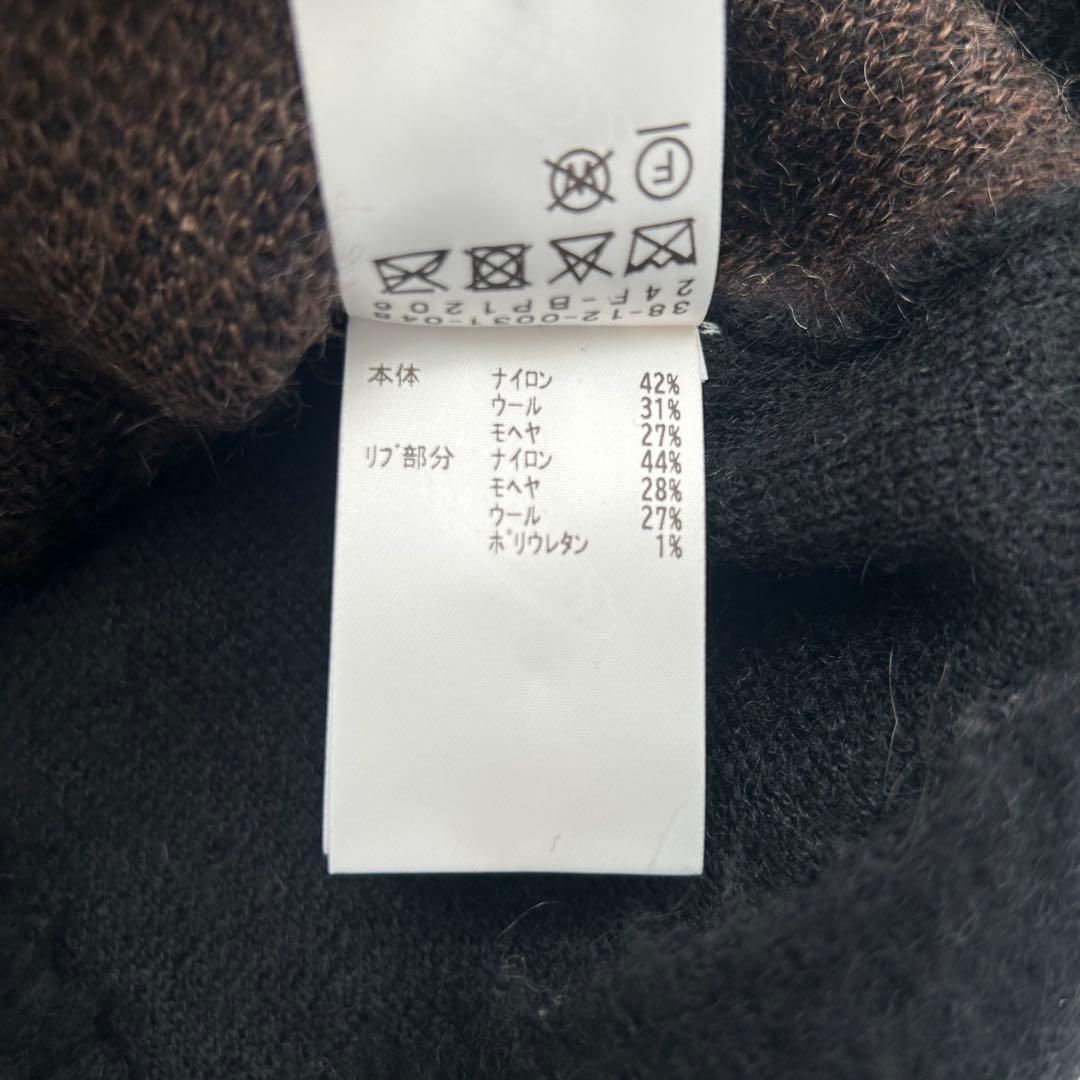 F
W
38-12-0031-048
24F-BP1206
本体 ナイロン 42%
ウール 31%
モヘヤ 27%
リブ部分 ナイロン 44%
モヘヤ 28%
ウール 27%
ポリウレタン 1%